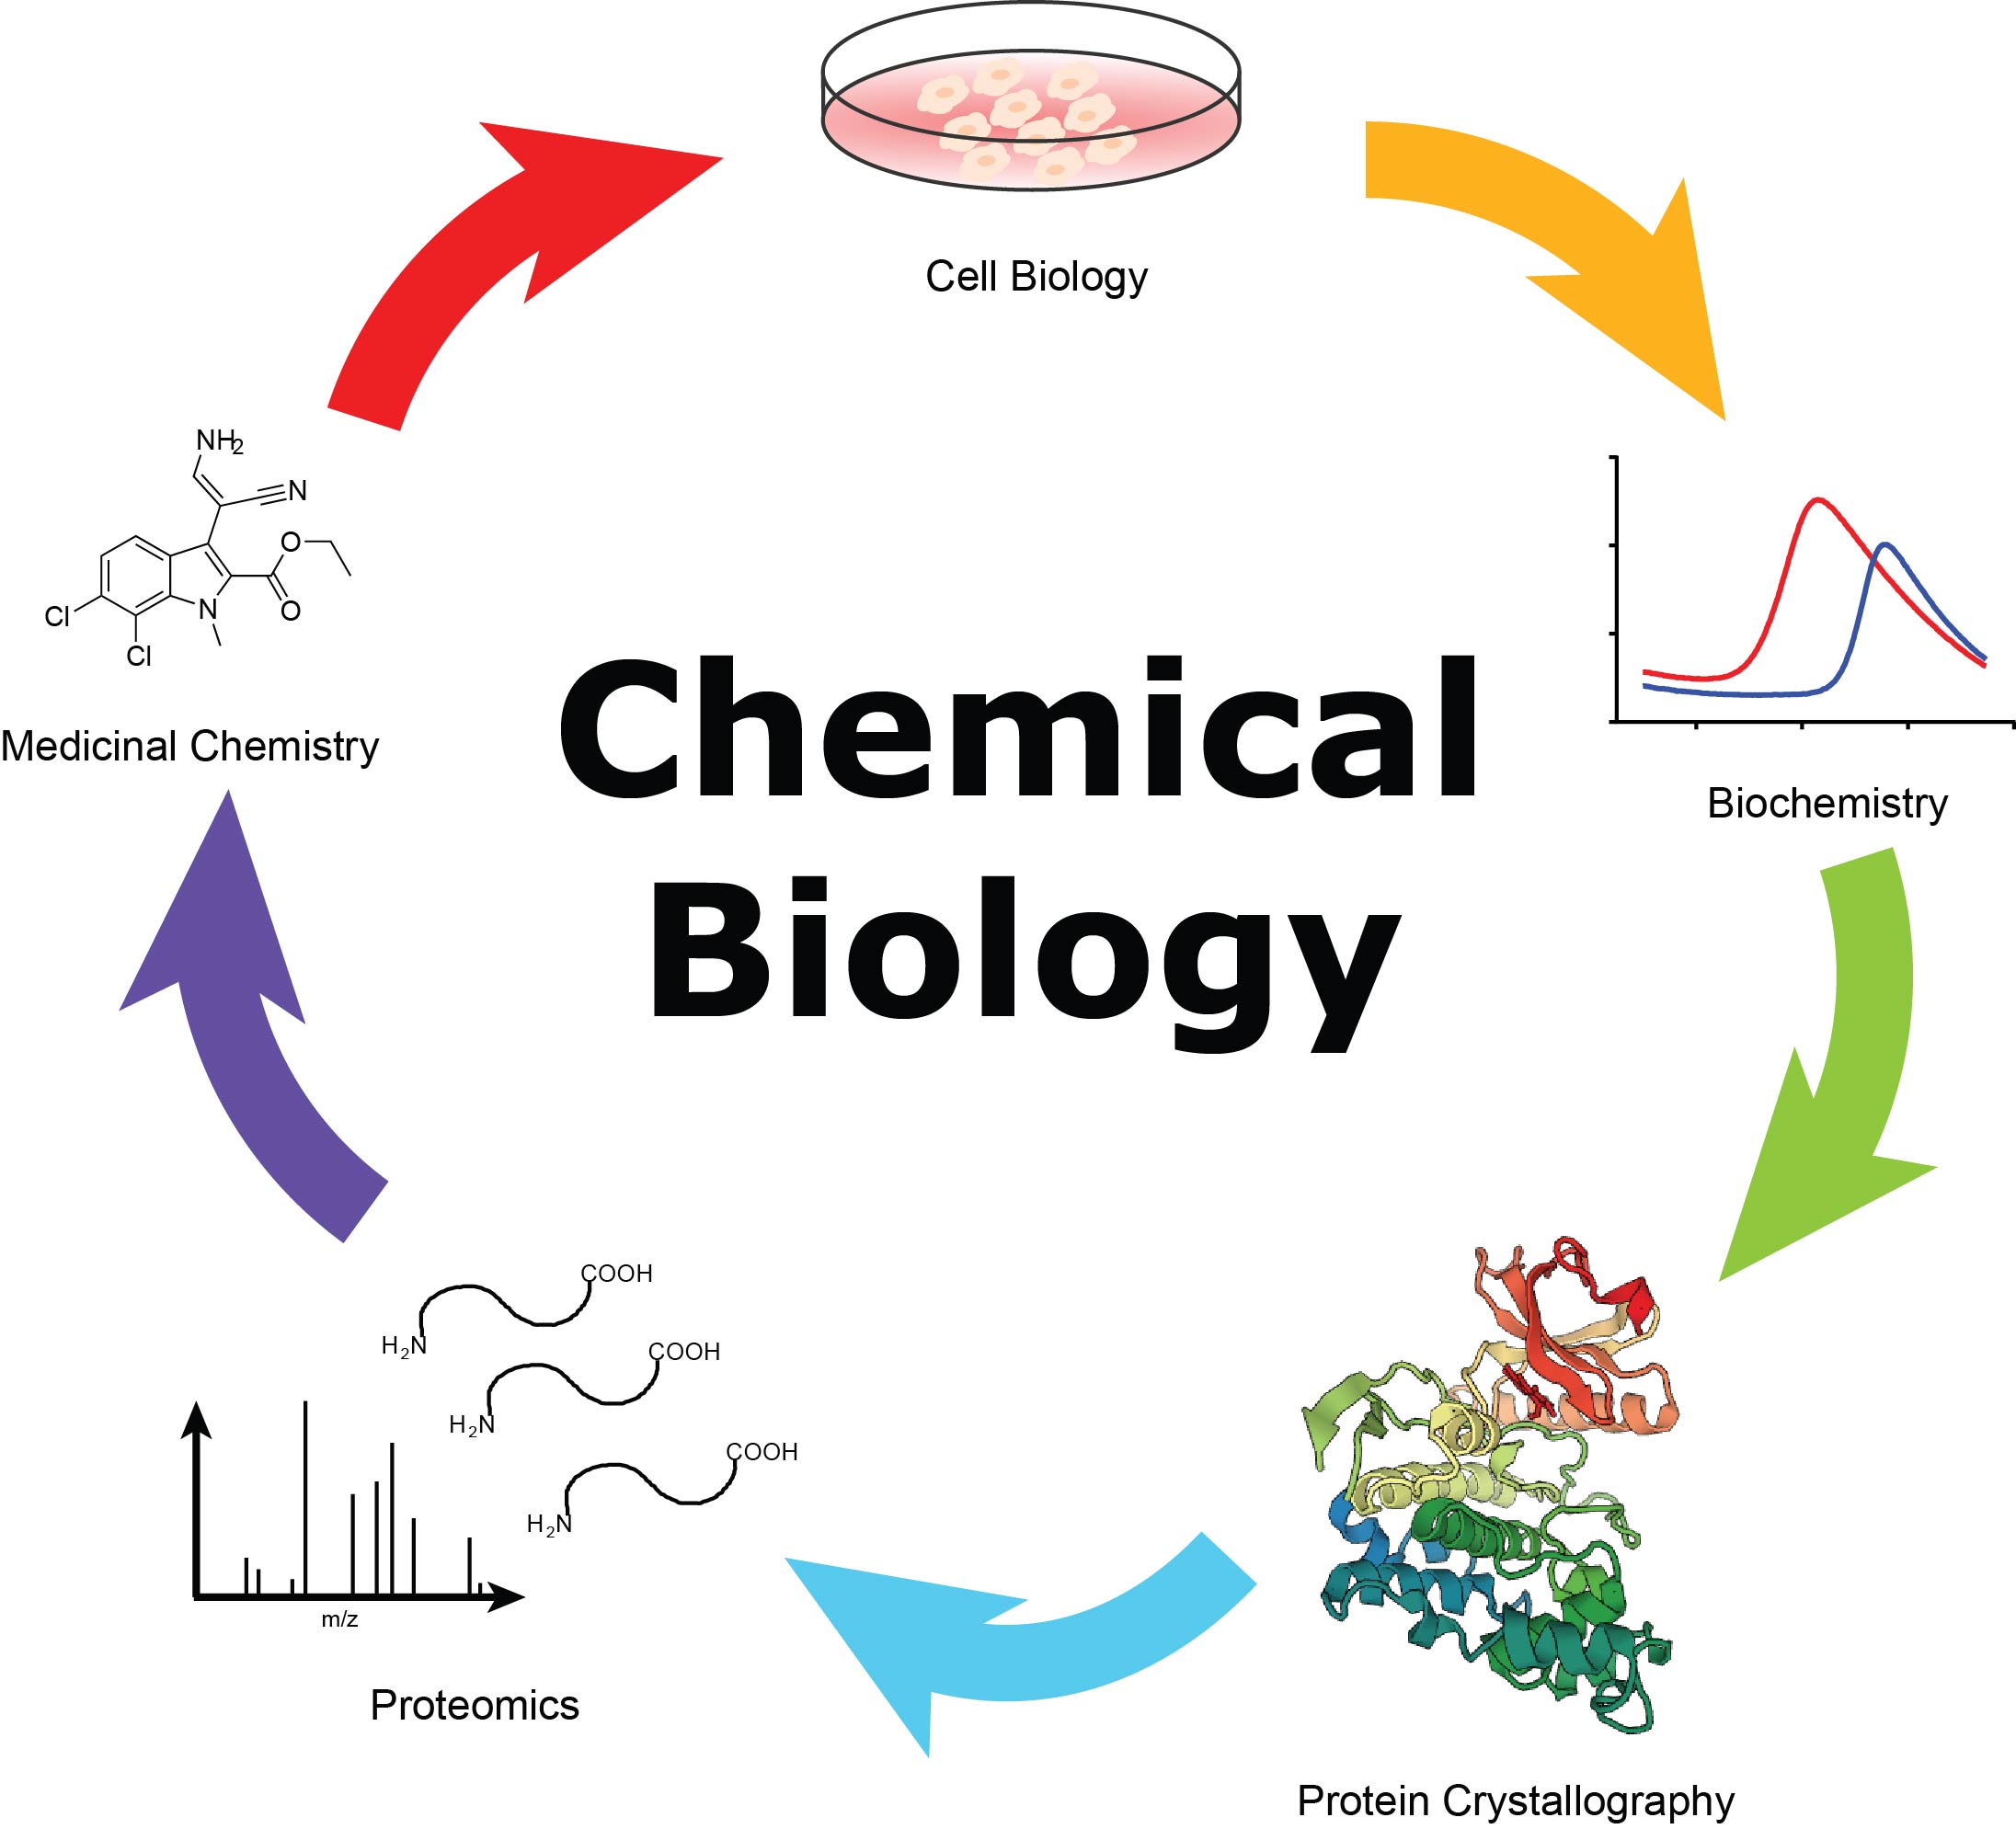 Cell Biology
NH2
N
O
O
N
Cl
Cl
Medicinal Chemistry
Chemical
Biology
Biochemistry
COOH
H2N
COOH
H2N
COOH
H2N
m/z
Proteomics
Protein Crystallography